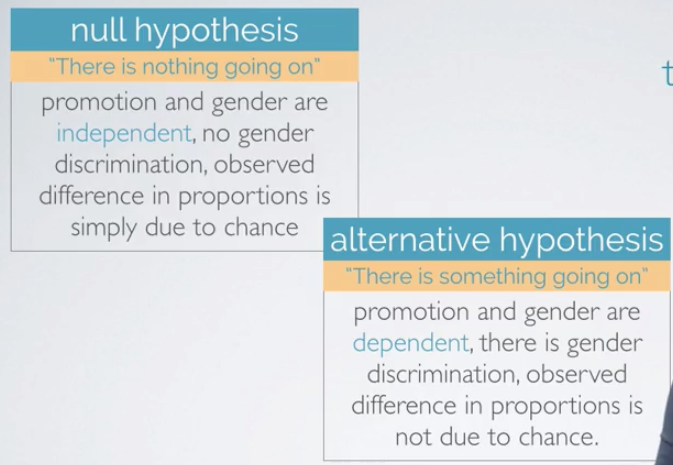 null hypothesis
"There is nothing going on"
promotion and gender are
independent, no gender
discrimination, observed
difference in proportions is
simply due to chance
alternative hypothesis
"There is something going on"
promotion and gender are
dependent, there is gender
discrimination, observed
difference in proportions is
not due to chance.